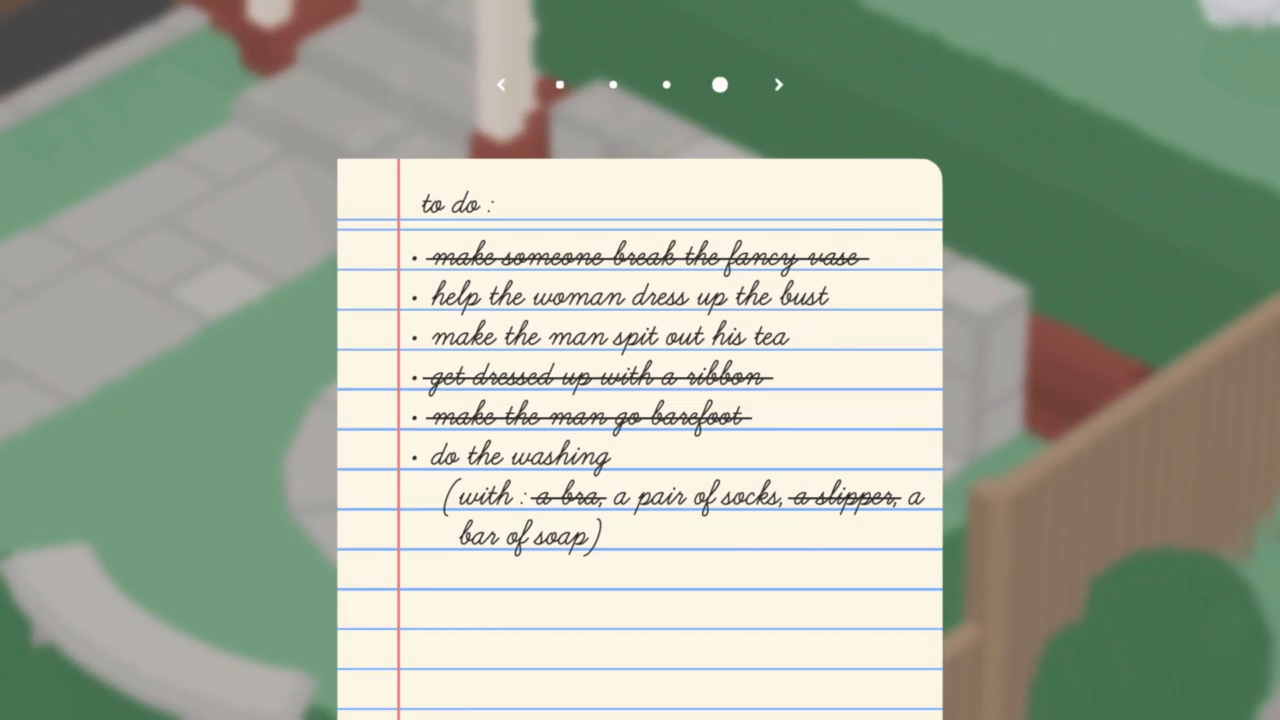 to do :
• make someone break the fancy vase
• help the woman dress up the bust
• make the man spit out his tea
• get dressed up with a ribbon
• make the man go barefoot
• do the washing
(with : a bra, a pair of socks, a slipper, a
bar of soap)